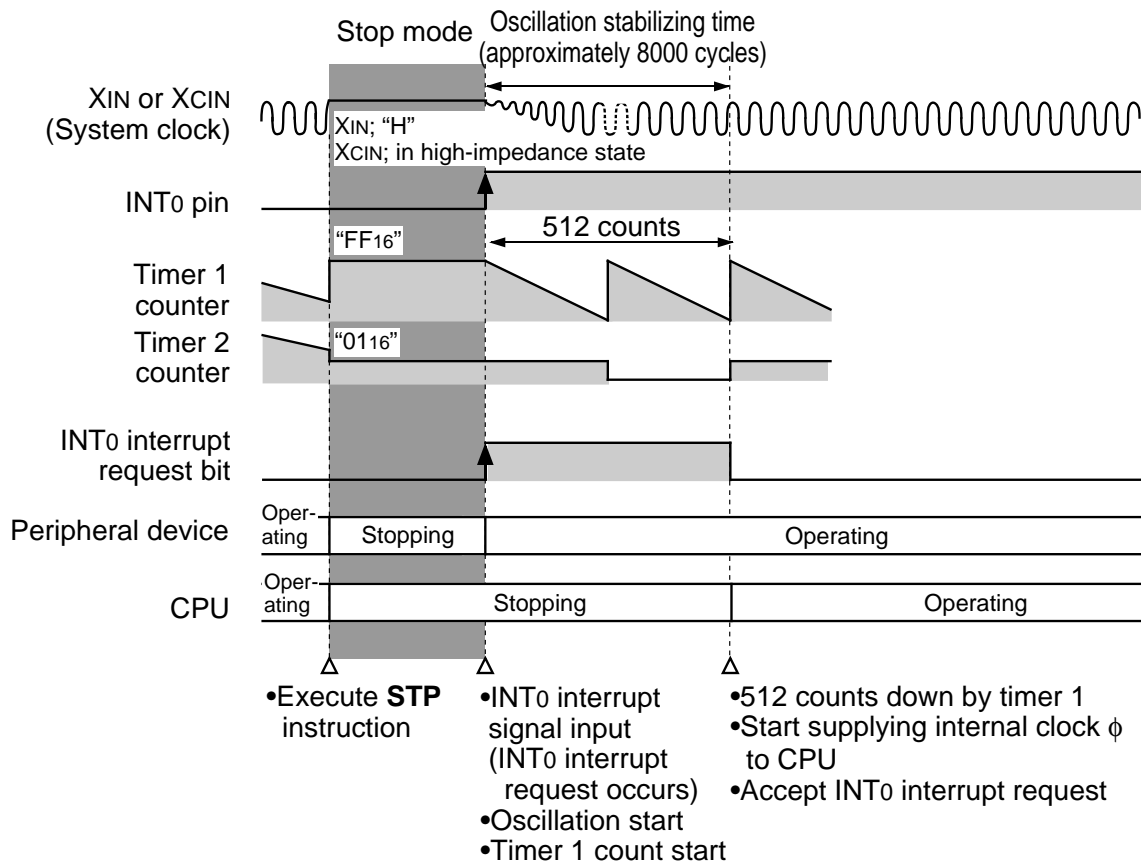 Stop mode
Oscillation stabilizing time
(approximately 8000 cycles)
XIN or XCIN
(System clock)
XIN; “H”
XCIN; in high-impedance state
INT0 pin
512 counts
“FF16”
Timer 1
counter
“0116”
Timer 2
counter
INT0 interrupt
request bit
Peripheral device
Oper-
ating
Stopping
Operating
CPU
Oper-
ating
Stopping
Operating
•Execute STP
instruction
•INT0 interrupt
signal input
(INT0 interrupt
request occurs)
•Oscillation start
•Timer 1 count start
•512 counts down by timer 1
•Start supplying internal clock ϕ
to CPU
•Accept INT0 interrupt request